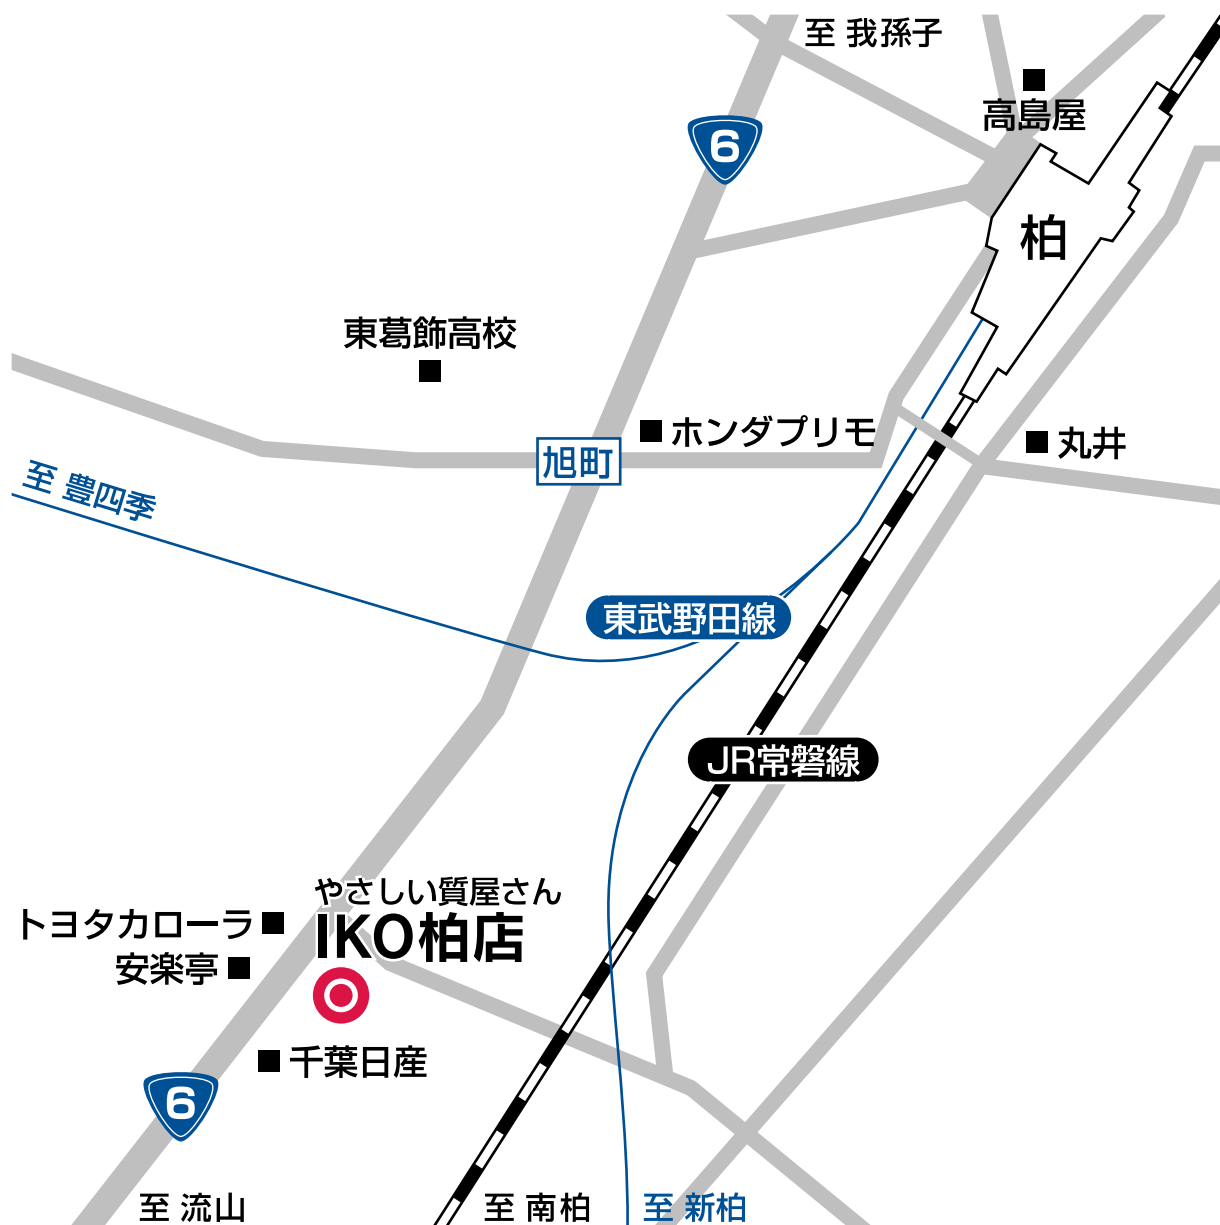 至 我孫子
高島屋
6
柏
東葛飾高校
ホンダプリモ
丸井
旭町
至 豊四季
東武野田線
JR常磐線
やさしい質屋さん
IKO柏店
トヨタカローラ
安楽亭
千葉日産
6
至 流山
至 南柏
至 新柏